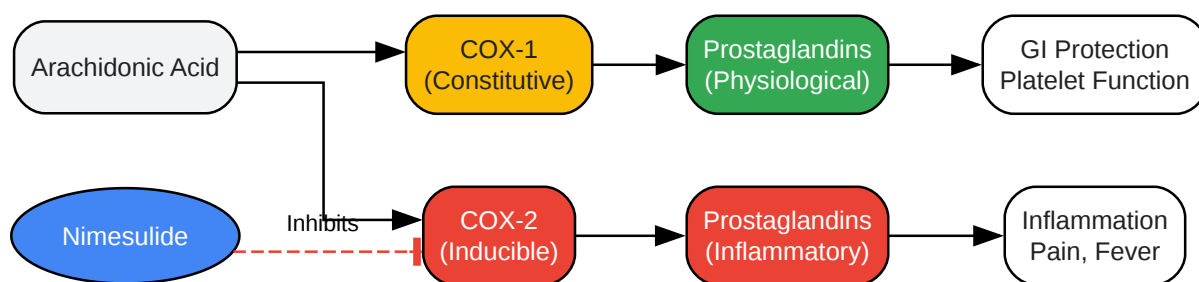 Arachidonic Acid
COX-1
(Constitutive)
Prostaglandins
(Physiological)
GI Protection
Platelet Function
Nimesulide
Inhibits
COX-2
(Inducible)
Prostaglandins
(Inflammatory)
Inflammation
Pain, Fever